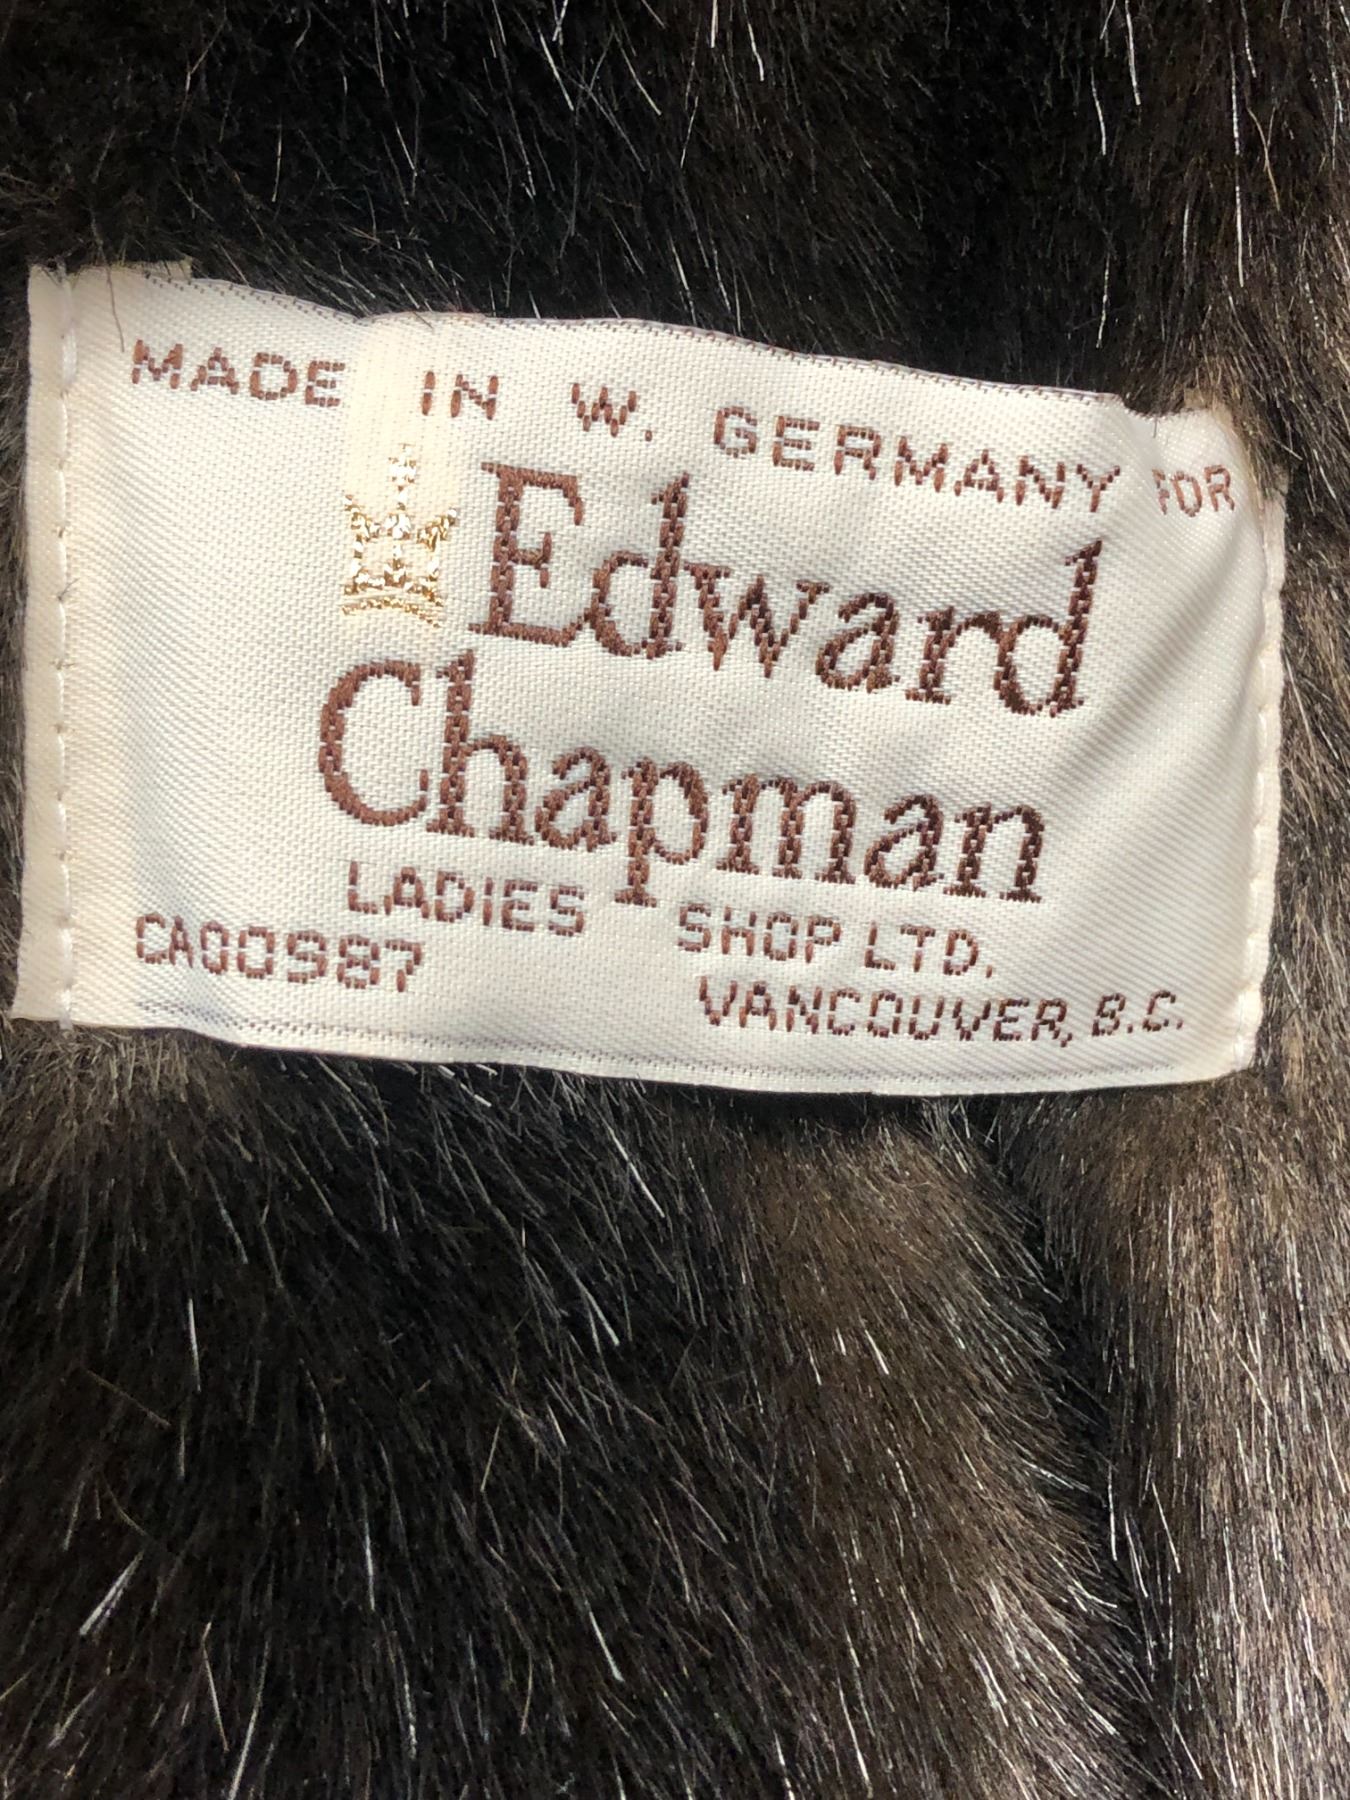 MADE IN W. GERMANY FOR
Edward
Chapman
LADIES SHOP LTD.
CA00987
VANCOUVER, B.C.